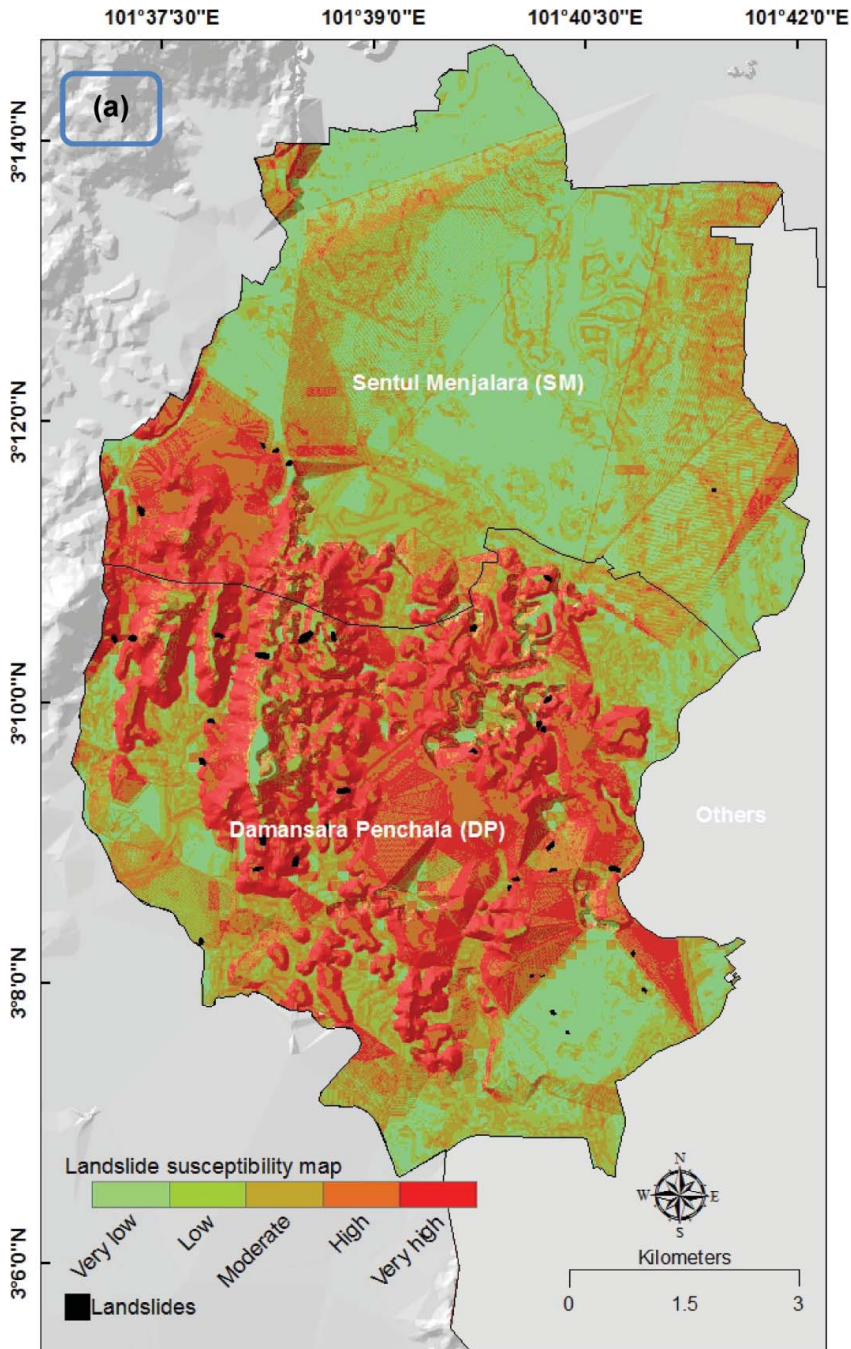 101°37'30"E 101°39'0"E 101°40'30"E 101°42'0"E
(a)
3°14'0"N
Sentul Menjalara (SM)
3°12'0"N
3°10'0"N
Damansara Penchala (DP)
Others
3°8'0"N
Landslide susceptibility map
Very low
Low
Moderate
High
Very high
N
W E
S
Kilometers
0 1.5 3
3°6'0"N
Landslides